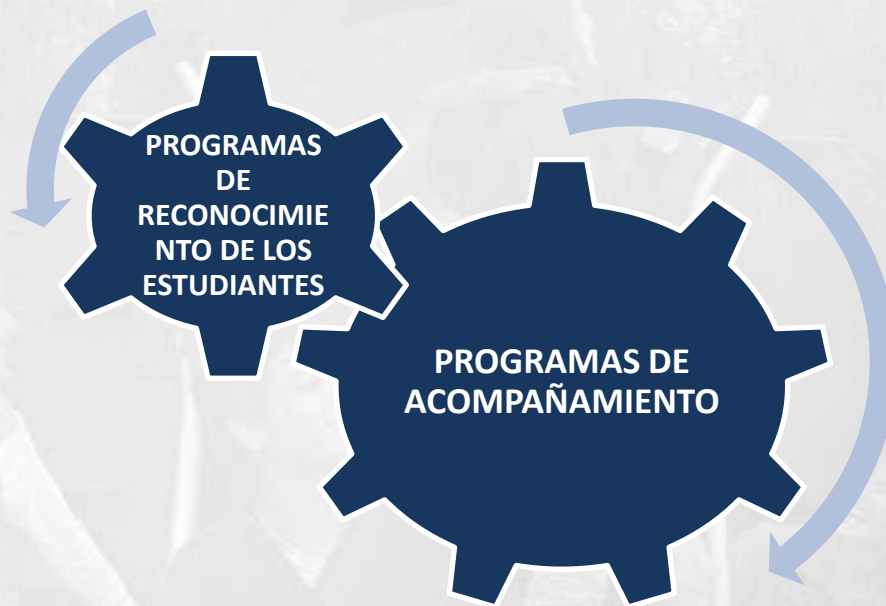 PROGRAMAS
DE
RECONOCIMIE
NTO DE LOS
ESTUDIANTES
PROGRAMAS DE
ACOMPAÑAMIENTO